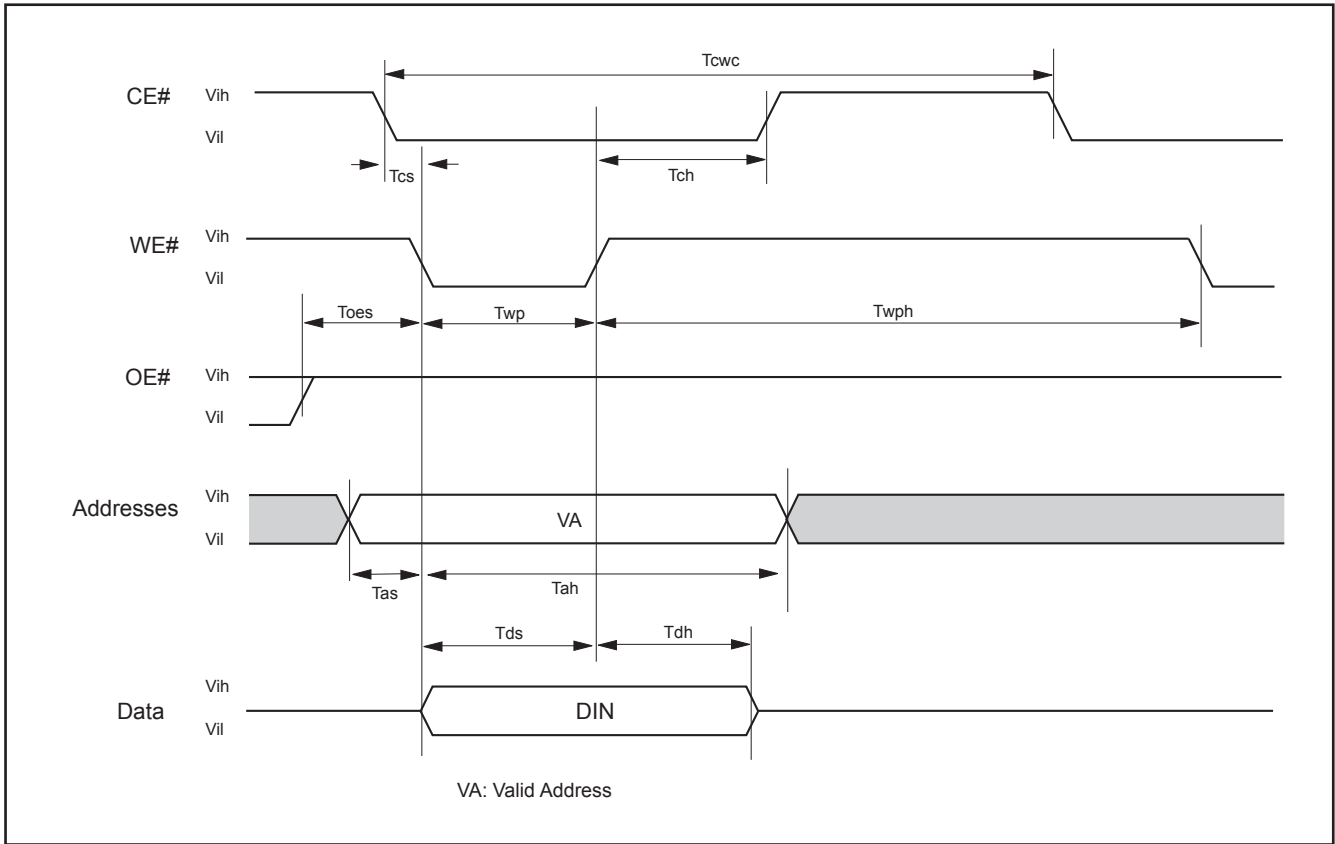 Tcwc
CE#
Vih
Vil
Tcs
Tch
WE#
Vih
Vil
Toes
Twp
Twph
OE#
Vih
Vil
Addresses
Vih
Vil
VA
Tas
Tah
Tds
Tdh
Data
Vih
Vil
DIN
VA: Valid Address